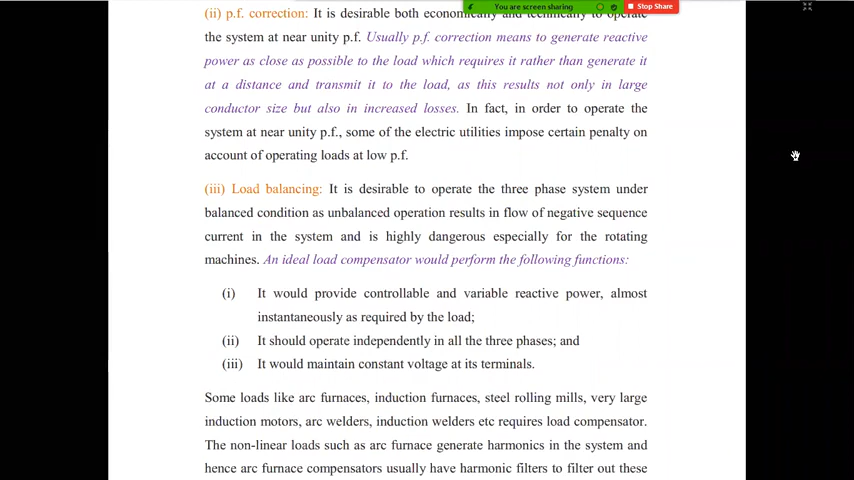 You are screen sharing
Stop Share
(ii) p.f. correction: It is desirable both economically and technically to operate
the system at near unity p.f. Usually p.f. correction means to generate reactive
power as close as possible to the load which requires it rather than generate it
at a distance and transmit it to the load, as this results not only in large
conductor size but also in increased losses. In fact, in order to operate the
system at near unity p.f., some of the electric utilities impose certain penalty on
account of operating loads at low p.f.
(iii) Load balancing: It is desirable to operate the three phase system under
balanced condition as unbalanced operation results in flow of negative sequence
current in the system and is highly dangerous especially for the rotating
machines. An ideal load compensator would perform the following functions:
(i) It would provide controllable and variable reactive power, almost
instantaneously as required by the load;
(ii) It should operate independently in all the three phases; and
(iii) It would maintain constant voltage at its terminals.
Some loads like arc furnaces, induction furnaces, steel rolling mills, very large
induction motors, arc welders, induction welders etc requires load compensator.
The non-linear loads such as arc furnace generate harmonics in the system and
hence arc furnace compensators usually have harmonic filters to filter out these